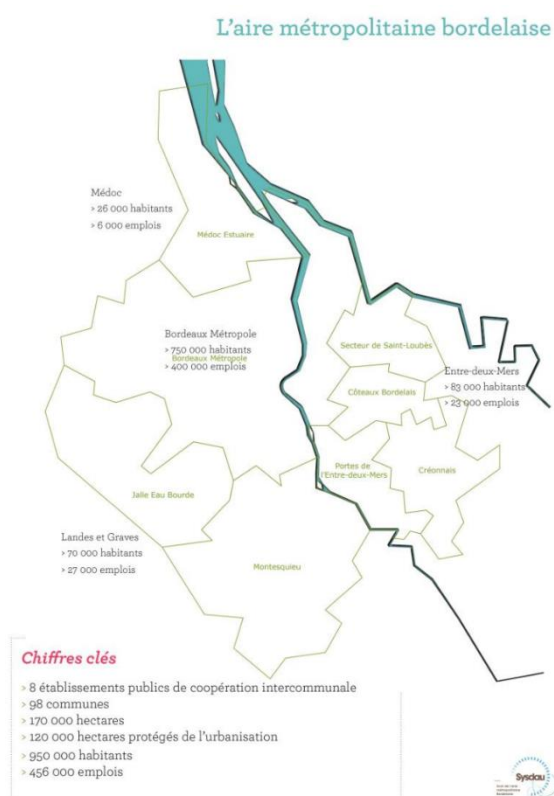 L'aire métropolitaine bordelaise
Médoc
> 26 000 habitants
> 6 000 emplois
Médoc Estuaire
Bordeaux Métropole
> 750 000 habitants
Bordeaux Métropole
> 400 000 emplois
Secteur de Saint-Loubès
Entre-deux-Mers
> 83 000 habitants
> 23 000 emplois
Côteaux Bordelais
Portes de
l'Entre-deux-Mers
Créonnais
Jalle Eau Bourde
Landes et Graves
> 70 000 habitants
> 27 000 emplois
Montesquieu
Chiffres clés
> 8 établissements publics de coopération intercommunale
> 98 communes
> 170 000 hectares
> 120 000 hectares protégés de l'urbanisation
> 950 000 habitants
> 456 000 emplois
Sysdau